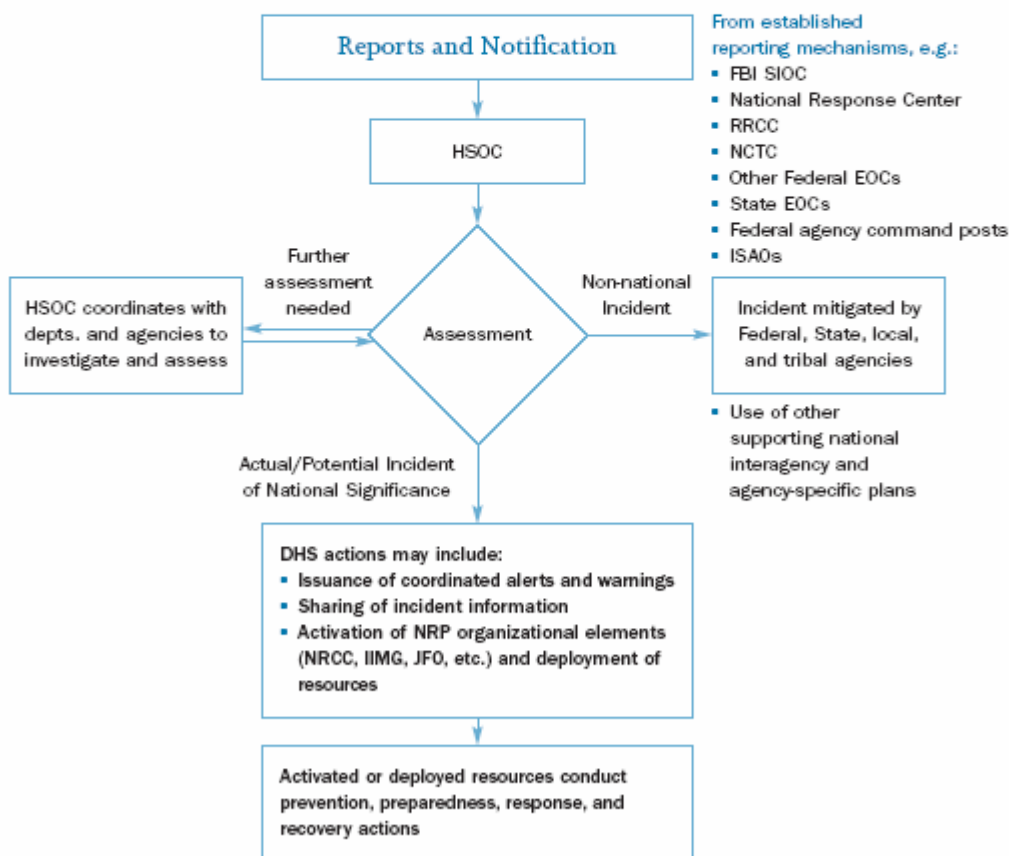 Reports and Notification
From established
reporting mechanisms, e.g.:
▪ FBI SIOC
▪ National Response Center
▪ RRCC
▪ NCTC
▪ Other Federal EOCs
▪ State EOCs
▪ Federal agency command posts
▪ ISAOs
HSOC
Further
assessment
needed
Non-national
Incident
HSOC coordinates with
depts. and agencies to
investigate and assess
Assessment
Incident mitigated by
Federal, State, local,
and tribal agencies
▪ Use of other
supporting national
interagency and
agency-specific plans
Actual/Potential Incident
of National Significance
DHS actions may include:
▪ Issuance of coordinated alerts and warnings
▪ Sharing of incident information
▪ Activation of NRP organizational elements
(NRCC, IIMG, JFO, etc.) and deployment of
resources
Activated or deployed resources conduct
prevention, preparedness, response, and
recovery actions